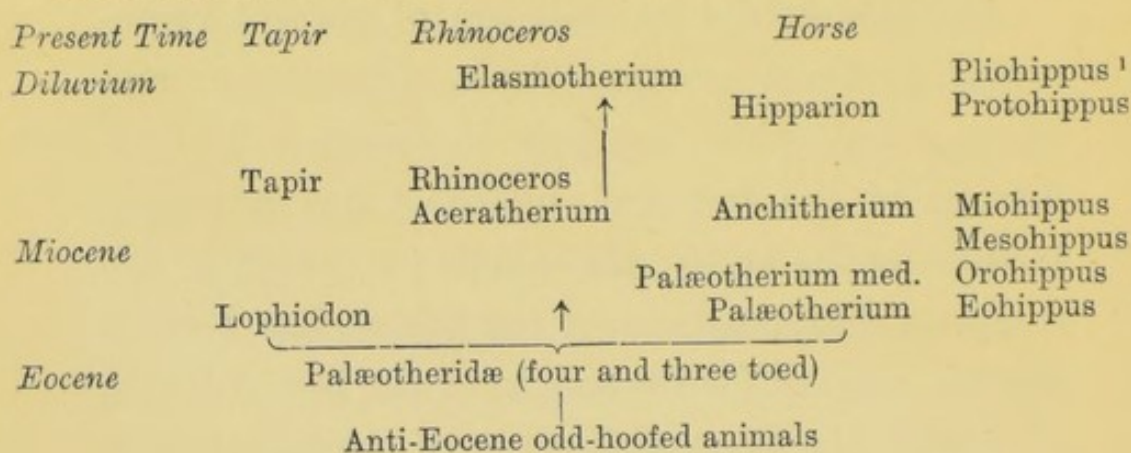 Present Time Tapir Rhinoceros Horse
Diluvium Elasmotherium Pliohippus ¹
Hipparion Protohippus
Tapir Rhinoceros
Aceratherium Anchitherium Miohippus
Miocene Mesohippus
Palæotherium med. Orohippus
Lophiodon Palæotherium Eohippus
Eocene Palæotheridæ (four and three toed)
Anti-Eocene odd-hoofed animals